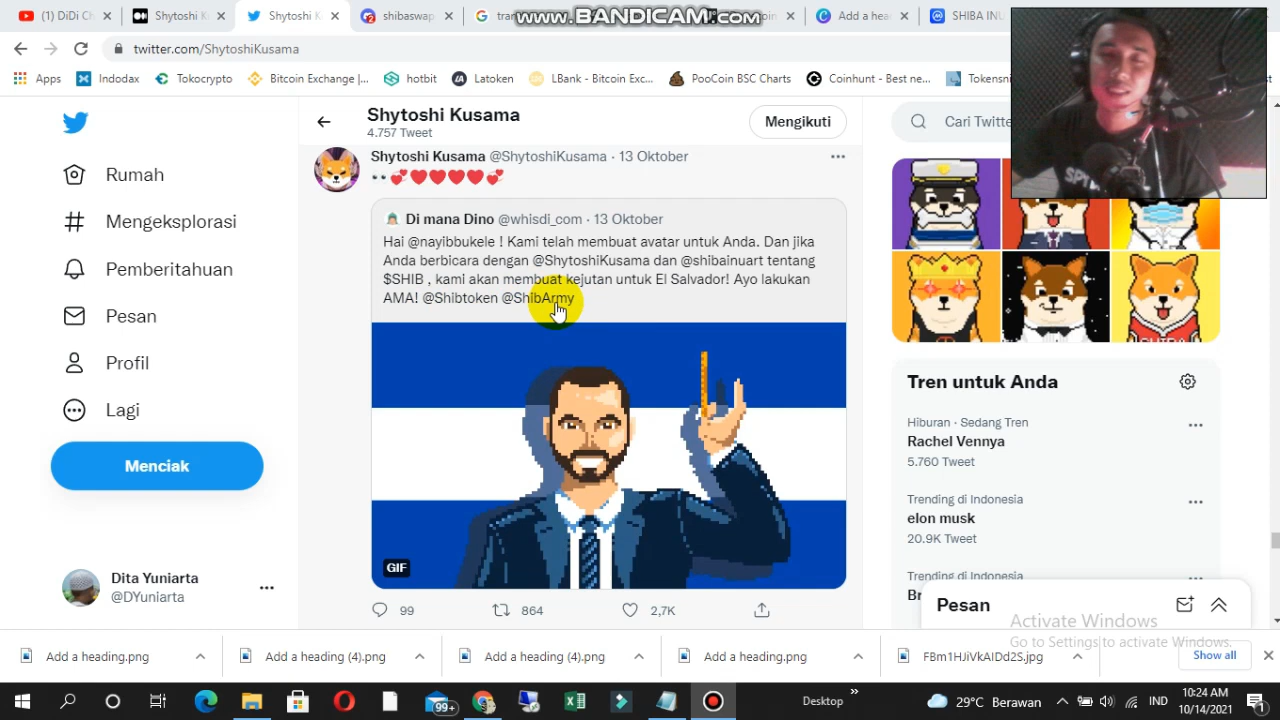 (1) DiDi C
Shytoshi K
Shytoshi K
shibaswap
tran
www.BANDICAM.com
oin
Add a hea
SHIBA INU
twitter.com/ShytoshiKusama
Apps
Indodax
Tokocrypto
Bitcoin Exchange |...
hotbit
Latoken
LBank - Bitcoin Exc...
PooCoin BSC Charts
Coinhunt - Best ne...
Tokensni
Shytoshi Kusama
4.757 Tweet
Mengikuti
Cari Twitte
Rumah
Mengeksplorasi
Pemberitahuan
Pesan
Profil
Lagi
Menciak
Dita Yuniarta
@DYuniarta
Shytoshi Kusama @ShytoshiKusama · 13 Oktober
Di mana Dino @whisdi_com · 13 Oktober
Hai @nayibbukele ! Kami telah membuat avatar untuk Anda. Dan jika
Anda berbicara dengan @ShytoshiKusama dan @shibainuart tentang
$SHIB , kami akan membuat kejutan untuk El Salvador! Ayo lakukan
AMA! @Shibtoken @ShibArmy
GIF
99
864
2,7K
Tren untuk Anda
Hiburan · Sedang Tren
Rachel Vennya
5.760 Tweet
Trending di Indonesia
elon musk
20.9K Tweet
Trending di Indonesia
Br
Pesan
Activate Windows
Go to Settings to activate Windows.
Add a heading.png
Add a heading (4).png
Add a heading (4).png
Add a heading.png
FBm1HJiVkAIDd2S.jpg
Show all
99+
Desktop
29°C Berawan
IND
10:24 AM
10/14/2021
1